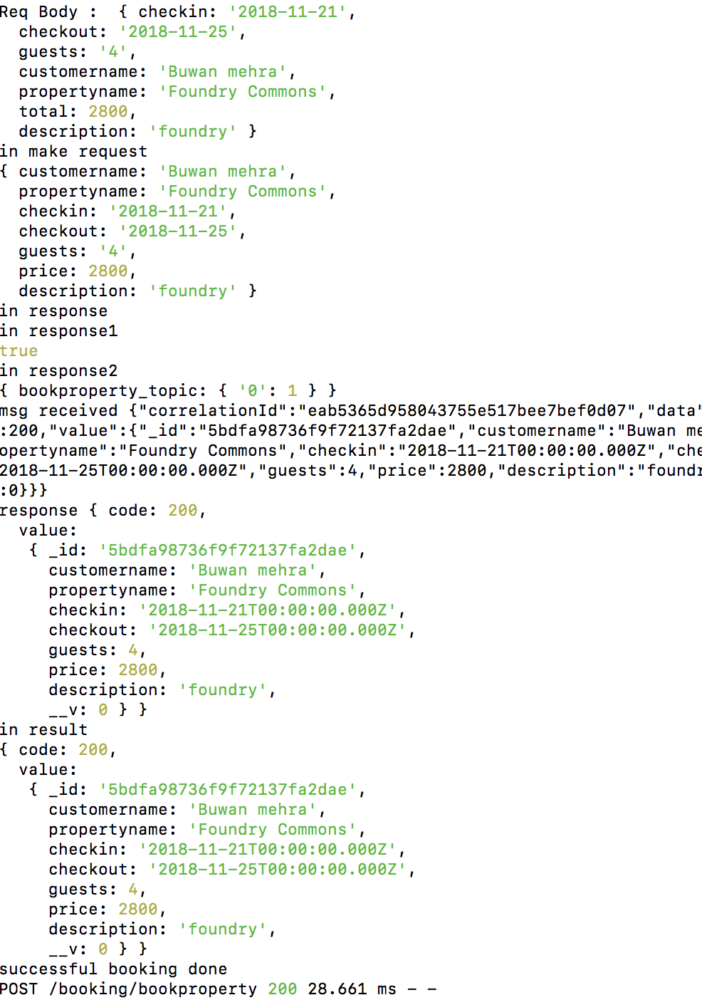 Req Body :  { checkin: '2018-11-21',
  checkout: '2018-11-25',
  guests: '4',
  customername: 'Buwan mehra',
  propertyname: 'Foundry Commons',
  total: 2800,
  description: 'foundry' }
in make request
{ customername: 'Buwan mehra',
  propertyname: 'Foundry Commons',
  checkin: '2018-11-21',
  checkout: '2018-11-25',
  guests: '4',
  price: 2800,
  description: 'foundry' }
in response
in response1
true
in response2
{ bookproperty_topic: { '0': 1 } }
msg received {"correlationId":"eab5365d958043755e517bee7bef0d07","data"
:200,"value":{"_id":"5bdfa98736f9f72137fa2dae","customername":"Buwan me
opertyname":"Foundry Commons","checkin":"2018-11-21T00:00:00.000Z","che
2018-11-25T00:00:00.000Z","guests":4,"price":2800,"description":"foundr
:0}}}
response { code: 200,
  value:
   { _id: '5bdfa98736f9f72137fa2dae',
     customername: 'Buwan mehra',
     propertyname: 'Foundry Commons',
     checkin: '2018-11-21T00:00:00.000Z',
     checkout: '2018-11-25T00:00:00.000Z',
     guests: 4,
     price: 2800,
     description: 'foundry',
     __v: 0 } }
in result
{ code: 200,
  value:
   { _id: '5bdfa98736f9f72137fa2dae',
     customername: 'Buwan mehra',
     propertyname: 'Foundry Commons',
     checkin: '2018-11-21T00:00:00.000Z',
     checkout: '2018-11-25T00:00:00.000Z',
     guests: 4,
     price: 2800,
     description: 'foundry',
     __v: 0 } }
successful booking done
POST /booking/bookproperty 200 28.661 ms - -